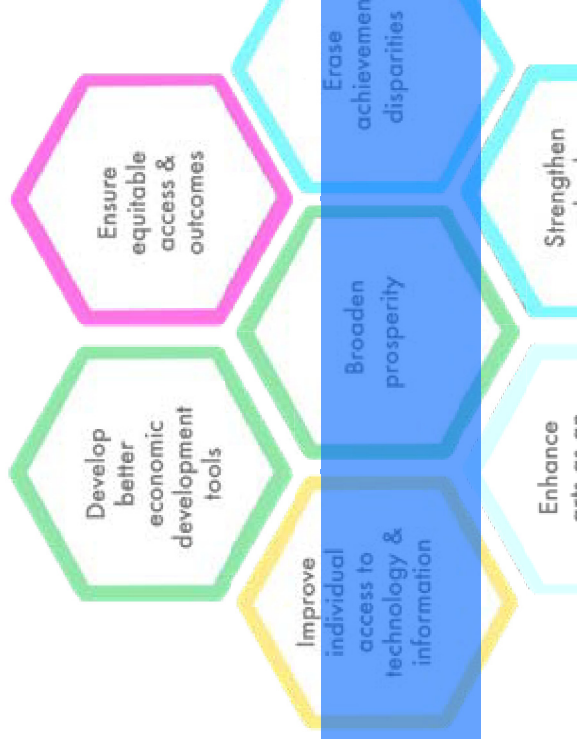 Ensure
equitable
access &
outcomes
Erase
disparities
Strengthen
Develop
better
economic
development
tools
Broaden
prosperity
Improve
individual
access to
technology &
information
Enhance